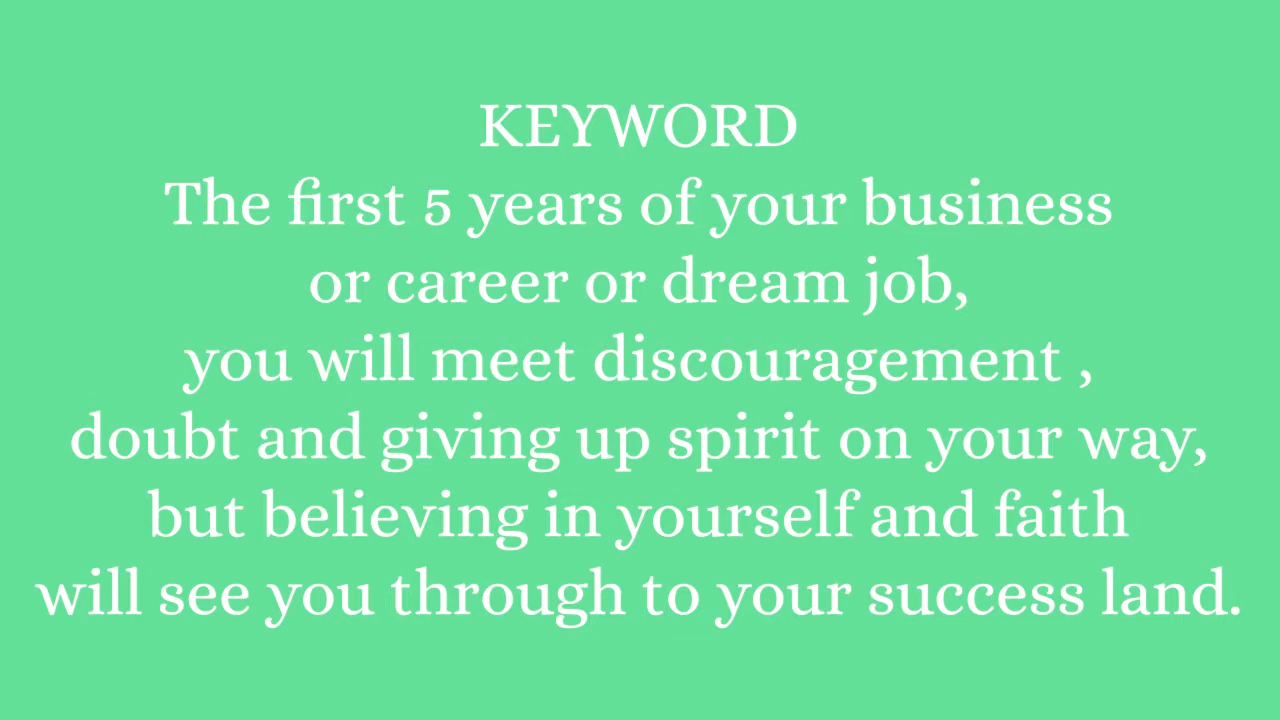 KEYWORD
The first 5 years of your business
or career or dream job,
you will meet discouragement ,
doubt and giving up spirit on your way,
but believing in yourself and faith
will see you through to your success land.